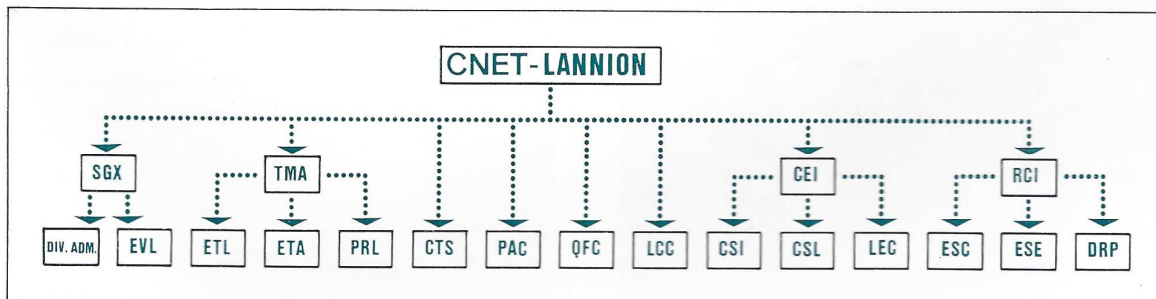 CNET-LANNION
SGX TMA CEI RCI
DIV. ADM. EVL ETL ETA PRL CTS PAC QFC LCC CSI CSL LEC ESC ESE DRP